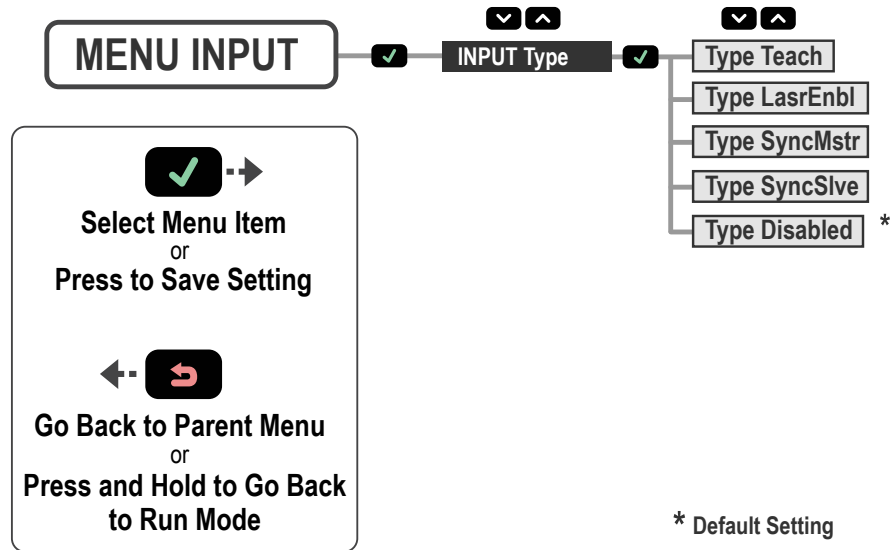 MENU INPUT
INPUT Type
Type Teach
Type LasrEnbl
Type SyncMstr
Type SyncSlve
Type Disabled *
Select Menu Item
or
Press to Save Setting
Go Back to Parent Menu
or
Press and Hold to Go Back
to Run Mode
* Default Setting